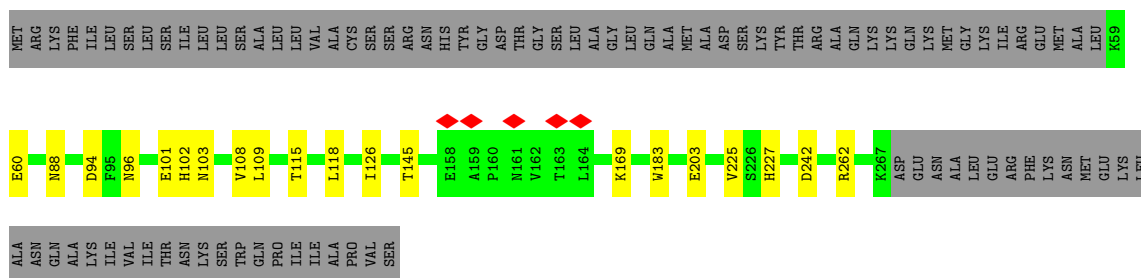 MET ARG LYS PHE ILE LEU SER LEU SER ILE LEU LEU SER ALA LEU LEU VAL ALA CYS SER SER ARG ASN HIS TYR GLY ASP THR GLY SER LEU ALA GLY LEU GLN ALA MET ALA ASP SER LYS TYR THR ARG ALA GLN LYS LYS GLN LYS MET GLY LYS ILE ARG GLU MET ALA LEU K59
E60 N88 D94 F95 N96 E101 H102 N103 V108 L109 T115 L118 I126 T145 E158 A159 P160 N161 V162 T163 L164 K169 W183 E203 V225 S226 H227 D242 R262 K267 ASP GLU ASN ALA LEU GLU ARG PHE LYS ASN MET GLU LYS LEU
ALA ASN GLN ALA LYS ILE VAL ILE THR ASN LYS SER TRP GLN PRO ILE ILE ALA PRO VAL SER